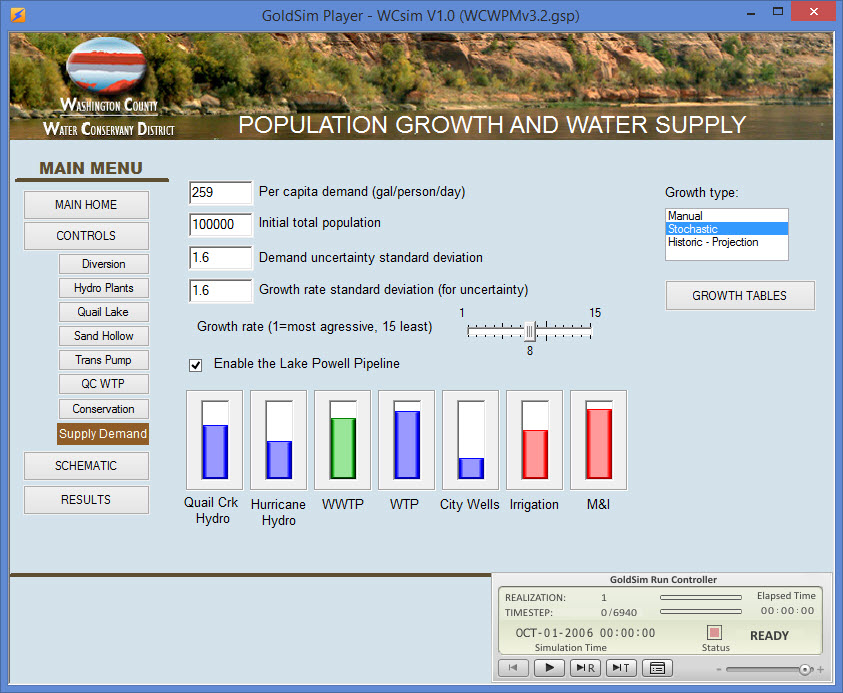 GoldSim Player - WCsim V1.0 (WCWPMv3.2.gsp)
WASHINGTON COUNTY
WATER CONSERVANY DISTRICT
POPULATION GROWTH AND WATER SUPPLY
MAIN MENU
MAIN HOME
CONTROLS
Diversion
Hydro Plants
Quail Lake
Sand Hollow
Trans Pump
QC WTP
Conservation
Supply Demand
SCHEMATIC
RESULTS
259 Per capita demand (gal/person/day)
100000 Initial total population
1.6 Demand uncertainty standard deviation
1.6 Growth rate standard deviation (for uncertainty)
Growth rate (1=most agressive, 15 least)
1 15
8
Enable the Lake Powell Pipeline
Growth type:
Manual
Stochastic
Historic - Projection
GROWTH TABLES
Quail Crk Hydro
Hurricane Hydro
WWTP
WTP
City Wells
Irrigation
M&I
GoldSim Run Controller
REALIZATION: 1 Elapsed Time
TIMESTEP: 0/6940 00:00:00
OCT-01-2006 00:00:00
Simulation Time
Status
READY
R
T
- +